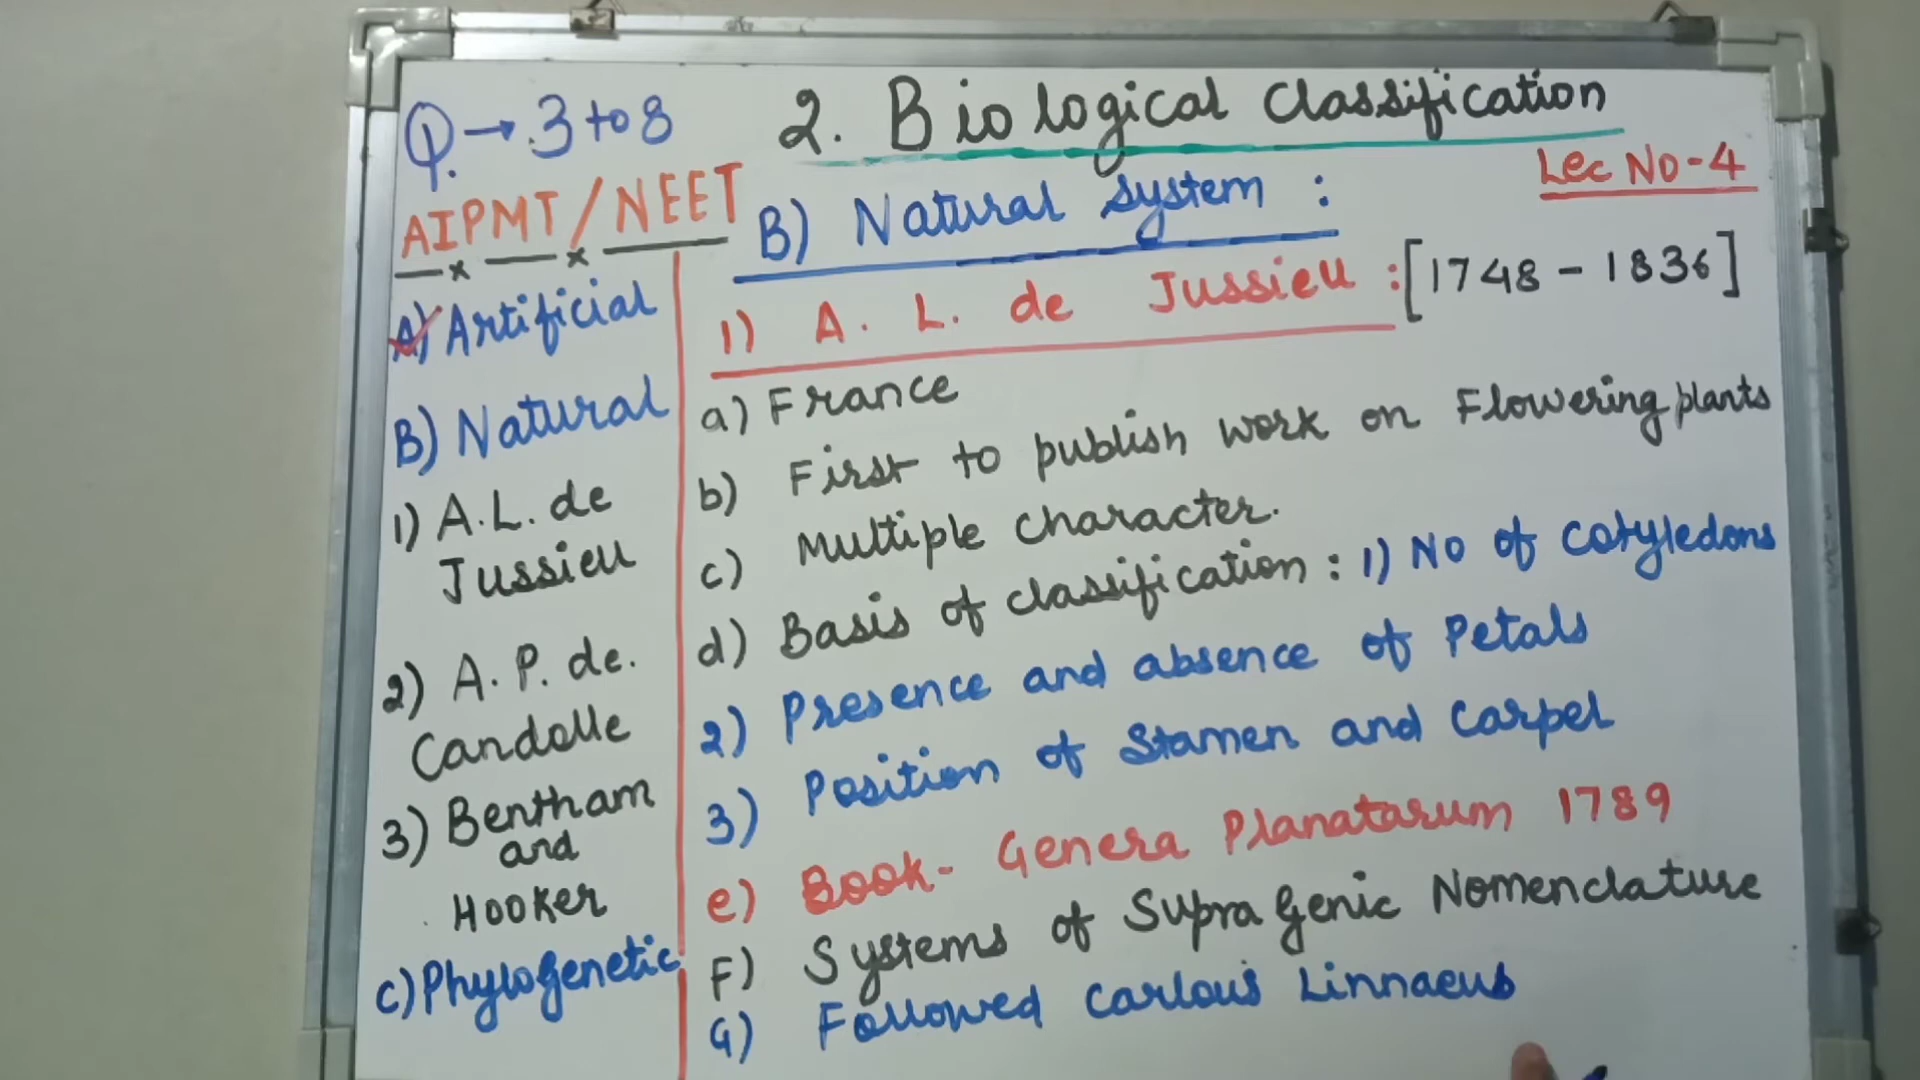 Q. → 3 to 8
2. Biological Classification
Lec No-4
AIPMT/NEET
A) Artificial
B) Natural
1) A.L. de
Jussieu
2) A. P. de.
Candolle
3) Bentham
and
Hooker
c) Phylogenetic
B) Natural System :
1) A. L. de Jussieu : [1748 - 1836]
a) France
b) First to publish work on Flowering plants
c) Multiple Character.
d) Basis of classification : 1) No of cotyledons
2) Presence and absence of Petals
3) Position of Stamen and Carpel
e) Book- Genera Planatarum 1789
F) Systems of Supra Genic Nomenclature
G) Followed Carlous Linnaeus